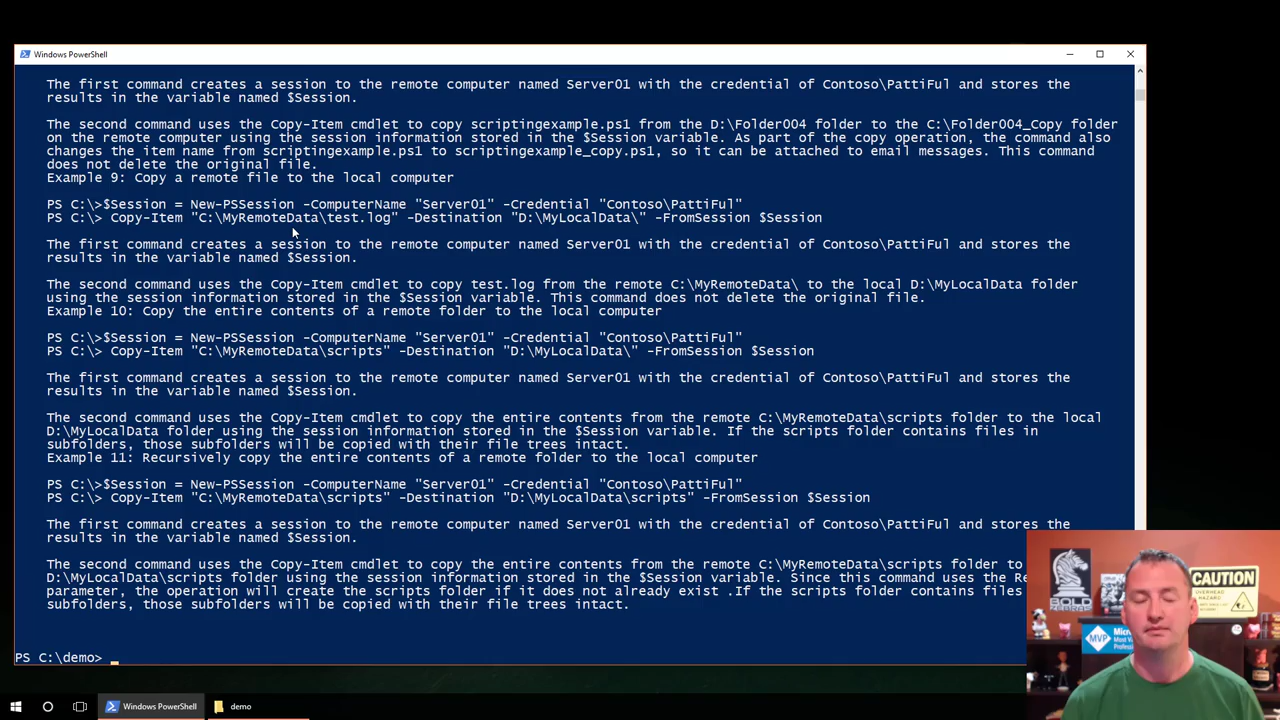 Windows PowerShell
The first command creates a session to the remote computer named Server01 with the credential of Contoso\PattiFul and stores the
results in the variable named $Session.
The second command uses the Copy-Item cmdlet to copy scriptingexample.ps1 from the D:\Folder004 folder to the C:\Folder004_Copy folder
on the remote computer using the session information stored in the $Session variable. As part of the copy operation, the command also
changes the item name from scriptingexample.ps1 to scriptingexample_copy.ps1, so it can be attached to email messages. This command
does not delete the original file.
Example 9: Copy a remote file to the local computer
PS C:\>$Session = New-PSSession -ComputerName "Server01" -Credential "Contoso\PattiFul"
PS C:\> Copy-Item "C:\MyRemoteData\test.log" -Destination "D:\MyLocalData\" -FromSession $Session
The first command creates a session to the remote computer named Server01 with the credential of Contoso\PattiFul and stores the
results in the variable named $Session.
The second command uses the Copy-Item cmdlet to copy test.log from the remote C:\MyRemoteData\ to the local D:\MyLocalData folder
using the session information stored in the $Session variable. This command does not delete the original file.
Example 10: Copy the entire contents of a remote folder to the local computer
PS C:\>$Session = New-PSSession -ComputerName "Server01" -Credential "Contoso\PattiFul"
PS C:\> Copy-Item "C:\MyRemoteData\scripts" -Destination "D:\MyLocalData\" -FromSession $Session
The first command creates a session to the remote computer named Server01 with the credential of Contoso\PattiFul and stores the
results in the variable named $Session.
The second command uses the Copy-Item cmdlet to copy the entire contents from the remote C:\MyRemoteData\scripts folder to the local
D:\MyLocalData folder using the session information stored in the $Session variable. If the scripts folder contains files in
subfolders, those subfolders will be copied with their file trees intact.
Example 11: Recursively copy the entire contents of a remote folder to the local computer
PS C:\>$Session = New-PSSession -ComputerName "Server01" -Credential "Contoso\PattiFul"
PS C:\> Copy-Item "C:\MyRemoteData\scripts" -Destination "D:\MyLocalData\scripts" -FromSession $Session
The first command creates a session to the remote computer named Server01 with the credential of Contoso\PattiFul and stores the
results in the variable named $Session.
The second command uses the Copy-Item cmdlet to copy the entire contents from the remote C:\MyRemoteData\scripts folder to
D:\MyLocalData\scripts folder using the session information stored in the $Session variable. Since this command uses the Re
parameter, the operation will create the scripts folder if it does not already exist .If the scripts folder contains files
subfolders, those subfolders will be copied with their file trees intact.
PS C:\demo>
BOLD
ZEBRAS
CAUTION
OVERHEAD
HAZARD
MVP
Micros
Most Va
Professi
Windows PowerShell
demo